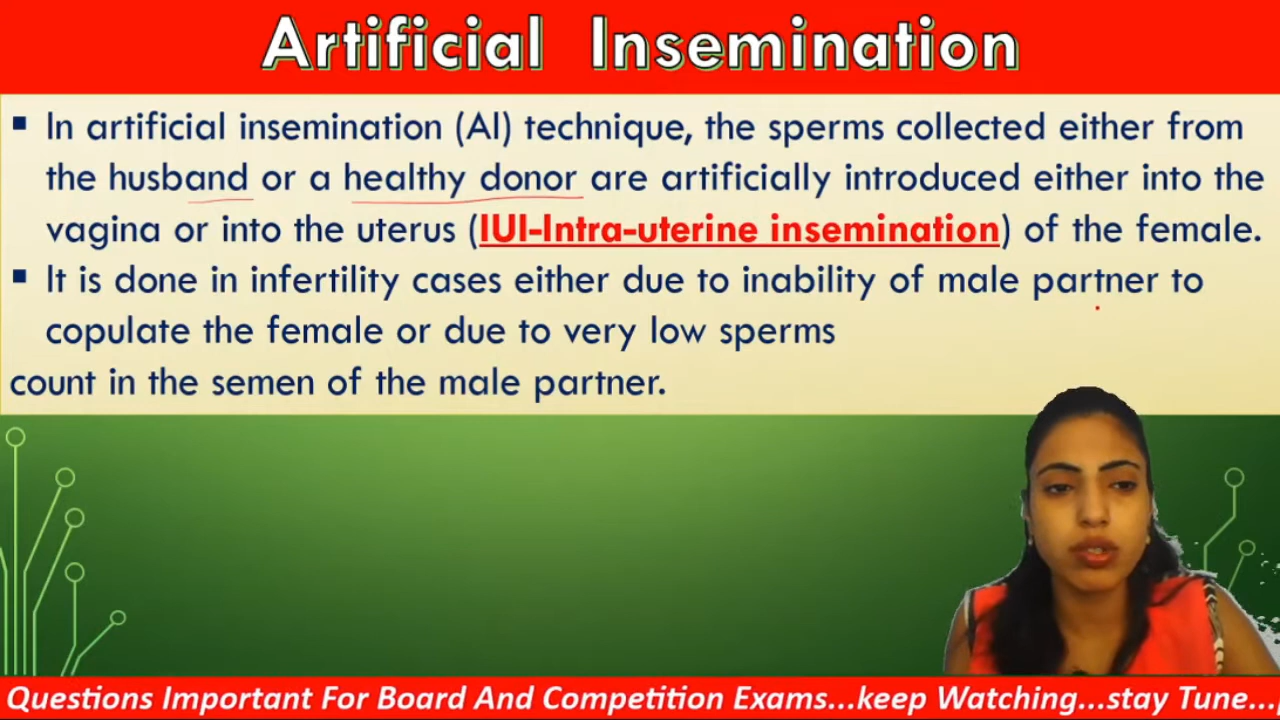 Artificial Insemination
▪ In artificial insemination (AI) technique, the sperms collected either from
the husband or a healthy donor are artificially introduced either into the
vagina or into the uterus (IUI-Intra-uterine insemination) of the female.
▪ It is done in infertility cases either due to inability of male partner to
copulate the female or due to very low sperms
count in the semen of the male partner.
Questions Important For Board And Competition Exams...keep Watching...stay Tune...